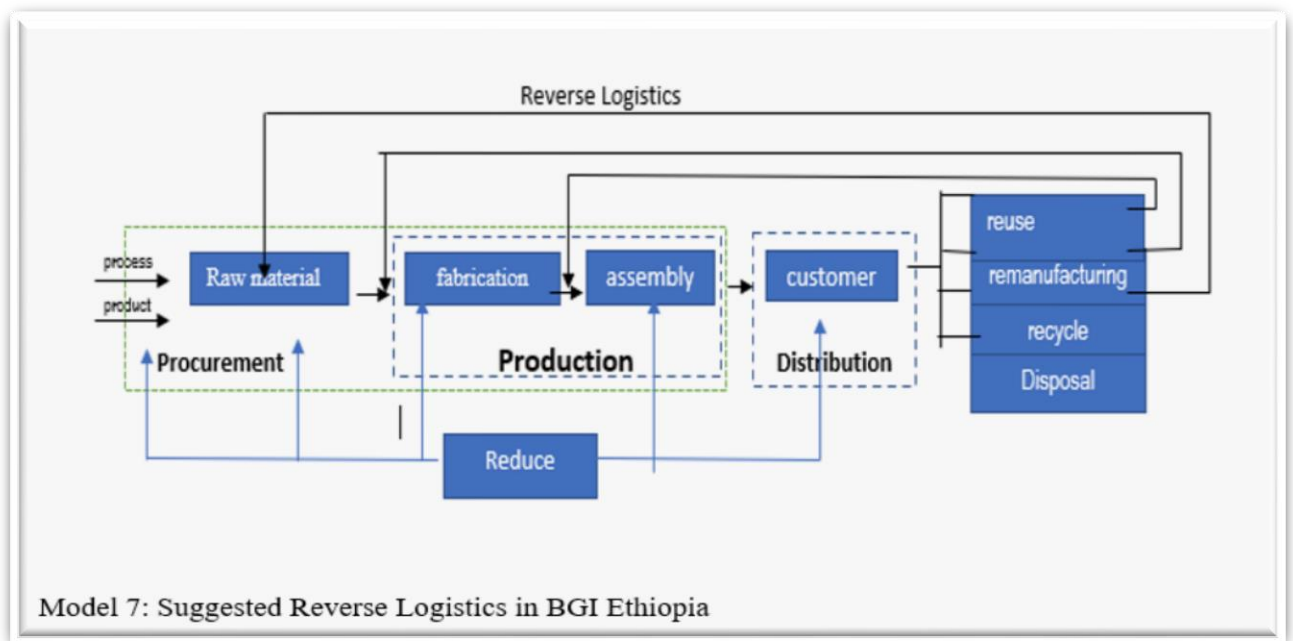 Reverse Logistics
process
product
Raw material
fabrication
assembly
customer
reuse
remanufacturing
recycle
Disposal
Procurement
Production
Distribution
Reduce
Model 7: Suggested Reverse Logistics in BGI Ethiopia